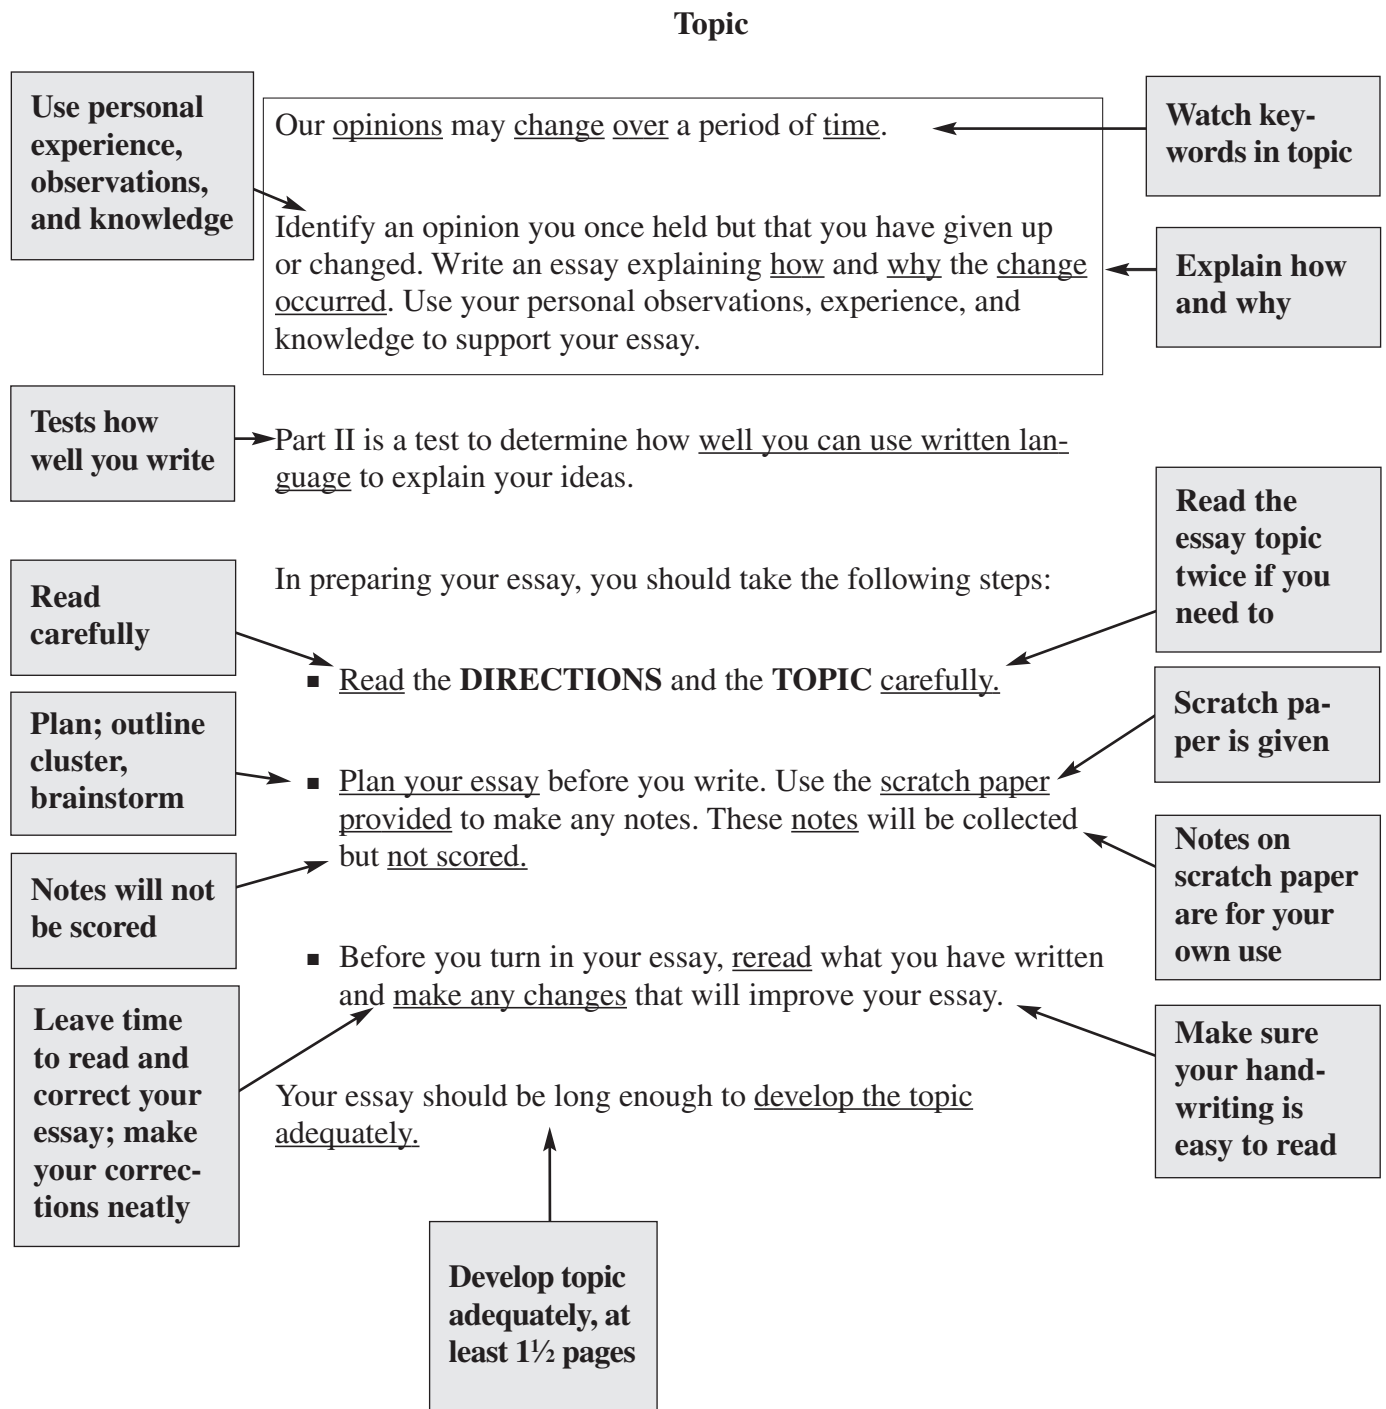 Topic
Use personal
experience,
observations,
and knowledge
Our opinions may change over a period of time.
Watch key-
words in topic
Identify an opinion you once held but that you have given up
or changed. Write an essay explaining how and why the change
occurred. Use your personal observations, experience, and
knowledge to support your essay.
Explain how
and why
Tests how
well you write
Part II is a test to determine how well you can use written lan-
guage to explain your ideas.
Read the
essay topic
twice if you
need to
In preparing your essay, you should take the following steps:
Read
carefully
▪ Read the DIRECTIONS and the TOPIC carefully.
Scratch pa-
per is given
Plan; outline
cluster,
brainstorm
▪ Plan your essay before you write. Use the scratch paper
provided to make any notes. These notes will be collected
but not scored.
Notes on
scratch paper
are for your
own use
Notes will not
be scored
▪ Before you turn in your essay, reread what you have written
and make any changes that will improve your essay.
Leave time
to read and
correct your
essay; make
your correc-
tions neatly
Make sure
your hand-
writing is
easy to read
Your essay should be long enough to develop the topic
adequately.
Develop topic
adequately, at
least 1½ pages